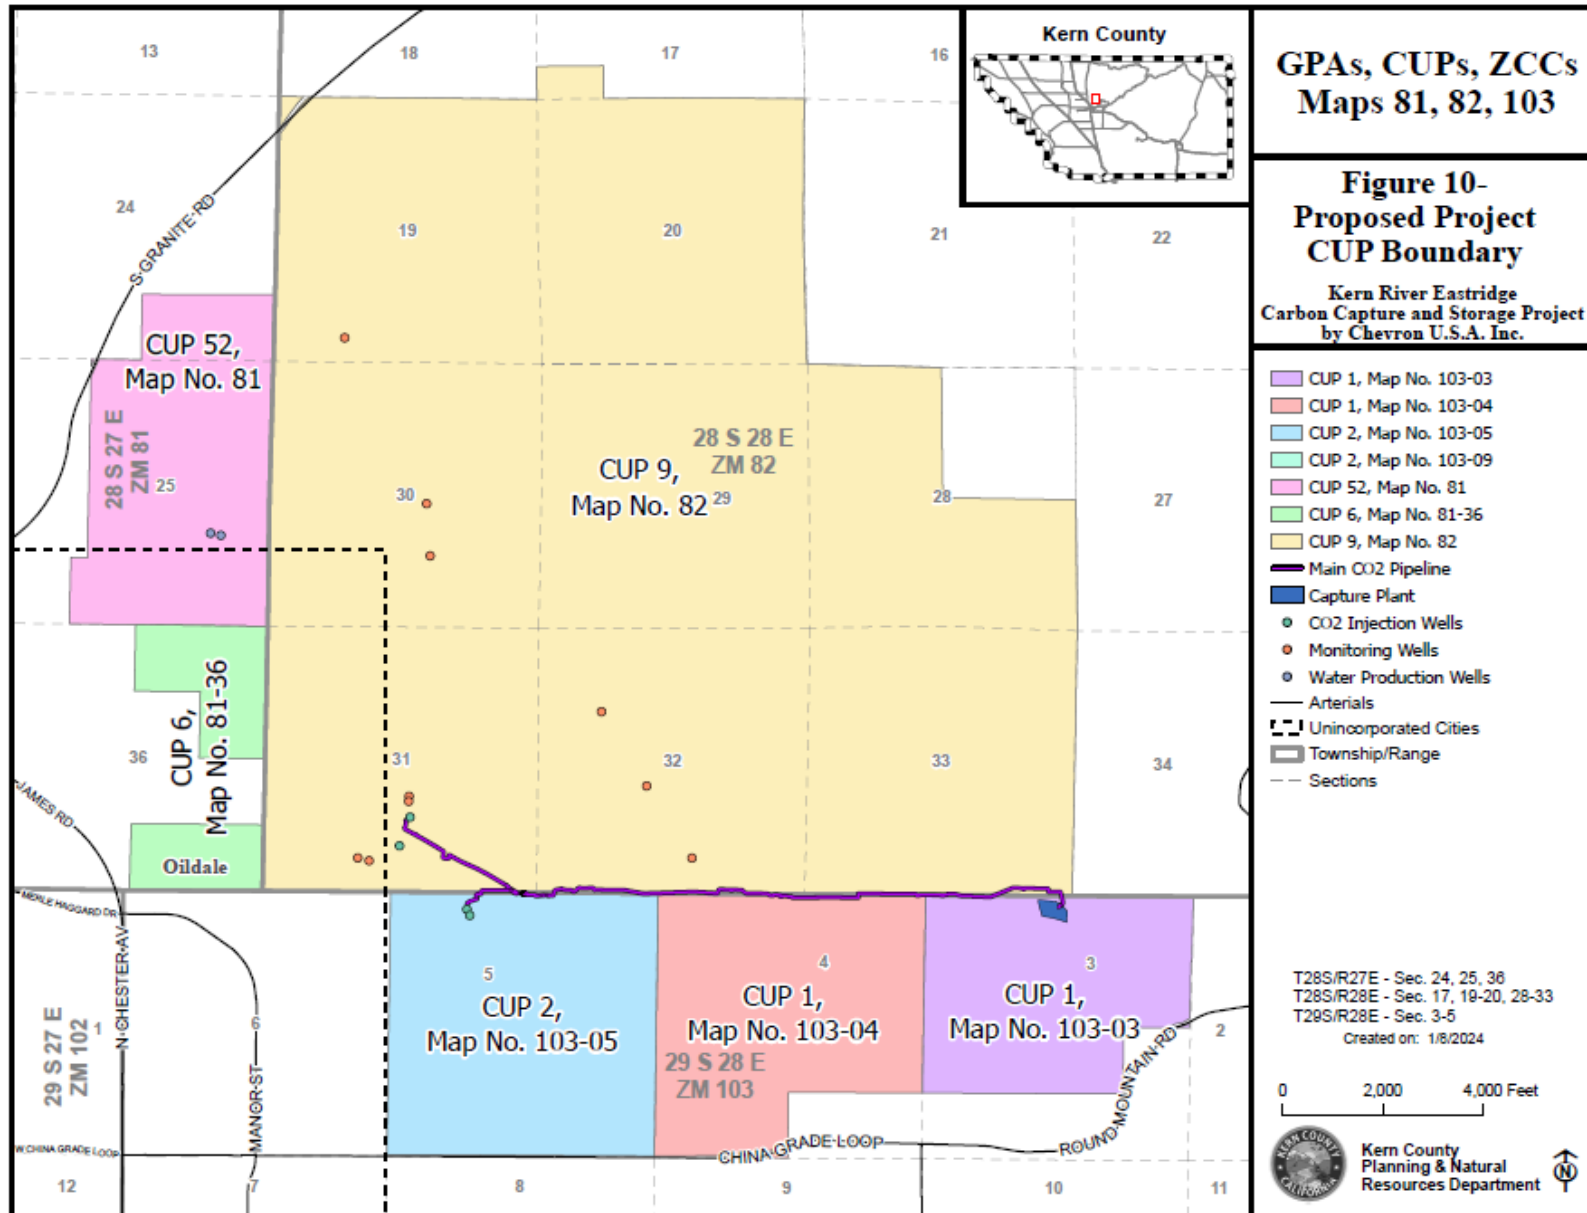 13
18
17
16
Kern County
GPAs, CUPs, ZCCs
Maps 81, 82, 103
Figure 10-
Proposed Project
CUP Boundary
Kern River Eastridge
Carbon Capture and Storage Project
by Chevron U.S.A. Inc.
CUP 1, Map No. 103-03
CUP 1, Map No. 103-04
CUP 2, Map No. 103-05
CUP 2, Map No. 103-09
CUP 52, Map No. 81
CUP 6, Map No. 81-36
CUP 9, Map No. 82
Main CO2 Pipeline
Capture Plant
CO2 Injection Wells
Monitoring Wells
Water Production Wells
Arterials
Unincorporated Cities
Township/Range
Sections
T28S/R27E - Sec. 24, 25, 36
T28S/R28E - Sec. 17, 19-20, 28-33
T29S/R28E - Sec. 3-5
Created on: 1/8/2024
0 2,000 4,000 Feet
KERN COUNTY
CALIFORNIA
Kern County
Planning & Natural
Resources Department
N
24
S GRANITE RD
19
20
21
22
CUP 52,
Map No. 81
28 S 27 E
ZM 81
25
30
28 S 28 E
ZM 82
CUP 9,
Map No. 82
29
28
27
CUP 6,
Map No. 81-36
36
31
32
33
34
JAMES RD
Oildale
MERLE HAGGARD DR
N CHESTER AV
29 S 27 E
ZM 102
1
6
MANOR ST
5
CUP 2,
Map No. 103-05
4
CUP 1,
Map No. 103-04
29 S 28 E
ZM 103
3
CUP 1,
Map No. 103-03
2
ROUND MOUNTAIN RD
W CHINA GRADE LOOP
CHINA GRADE LOOP
12
7
8
9
10
11